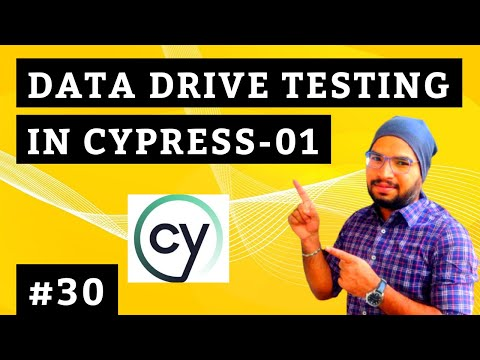 DATA DRIVE TESTING
IN CYPRESS-01
cy
#30